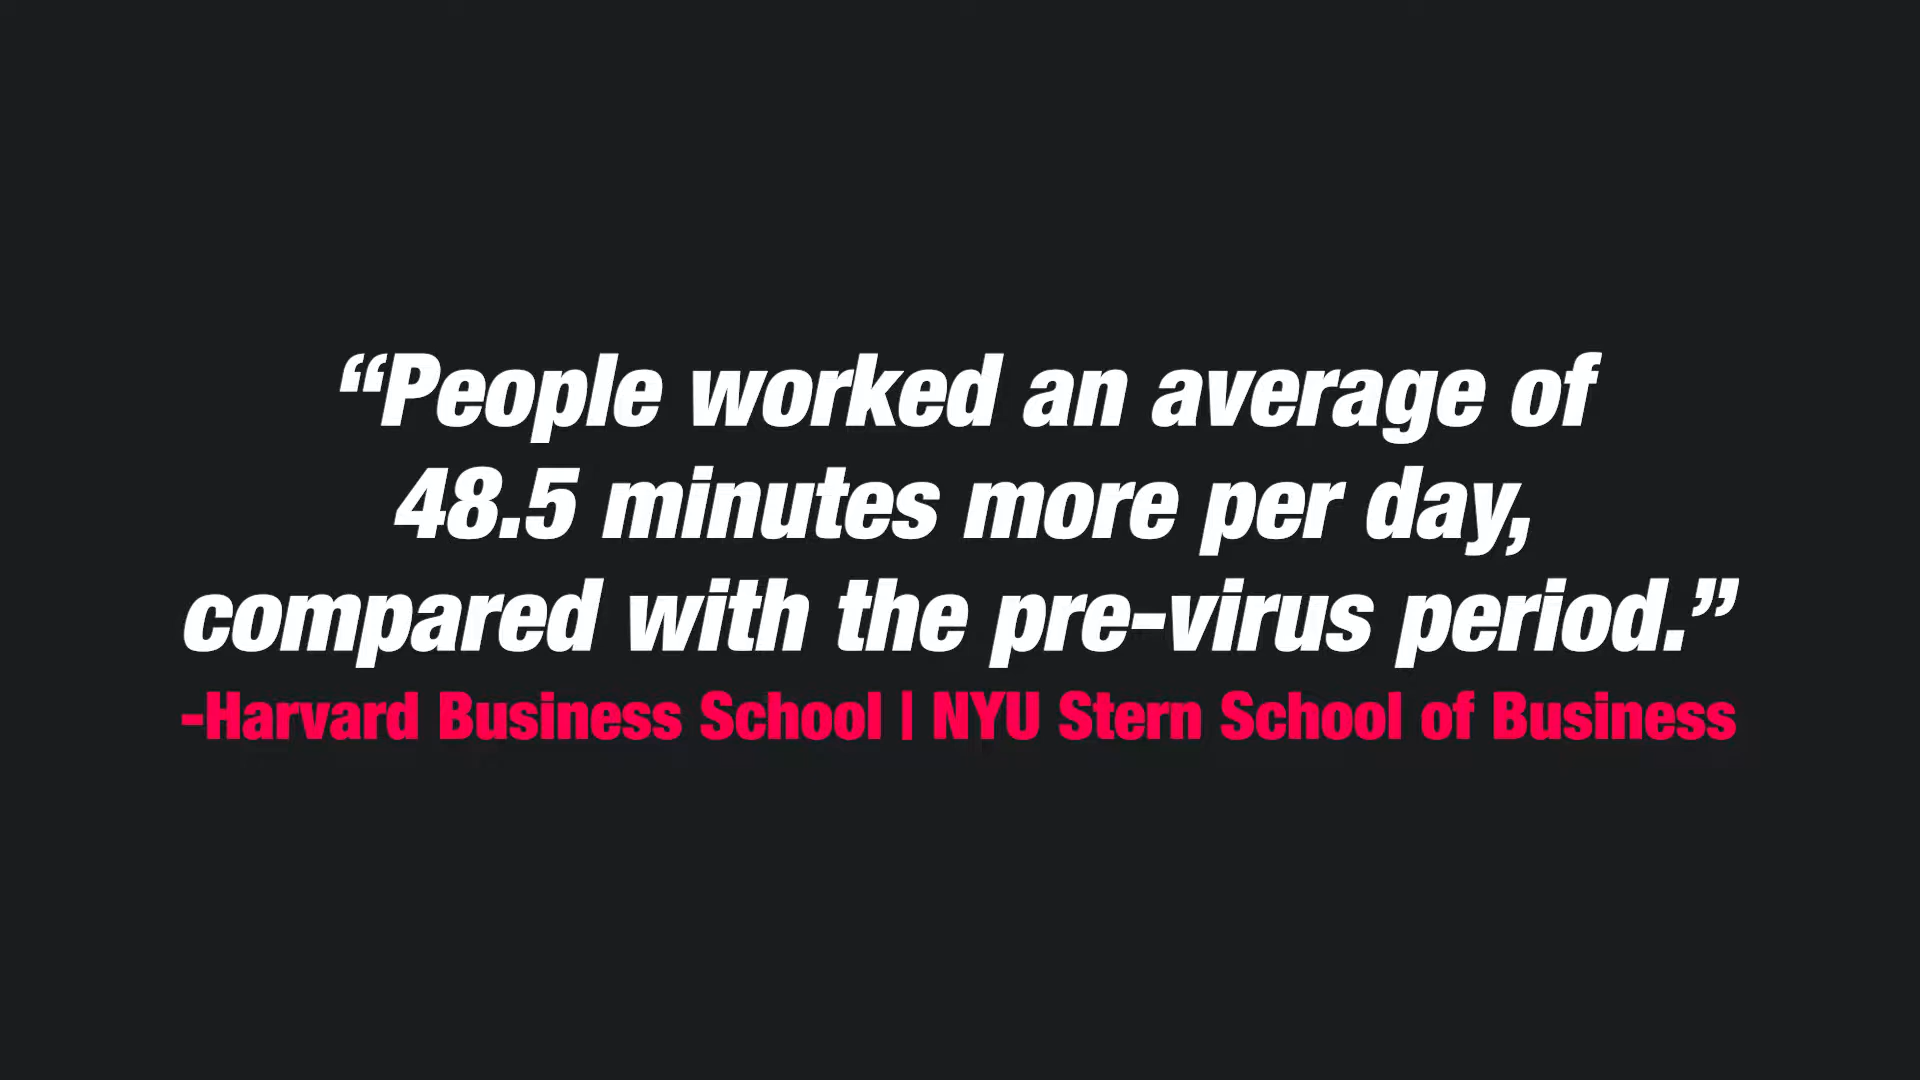 “People worked an average of
48.5 minutes more per day,
compared with the pre-virus period.”
-Harvard Business School | NYU Stern School of Business